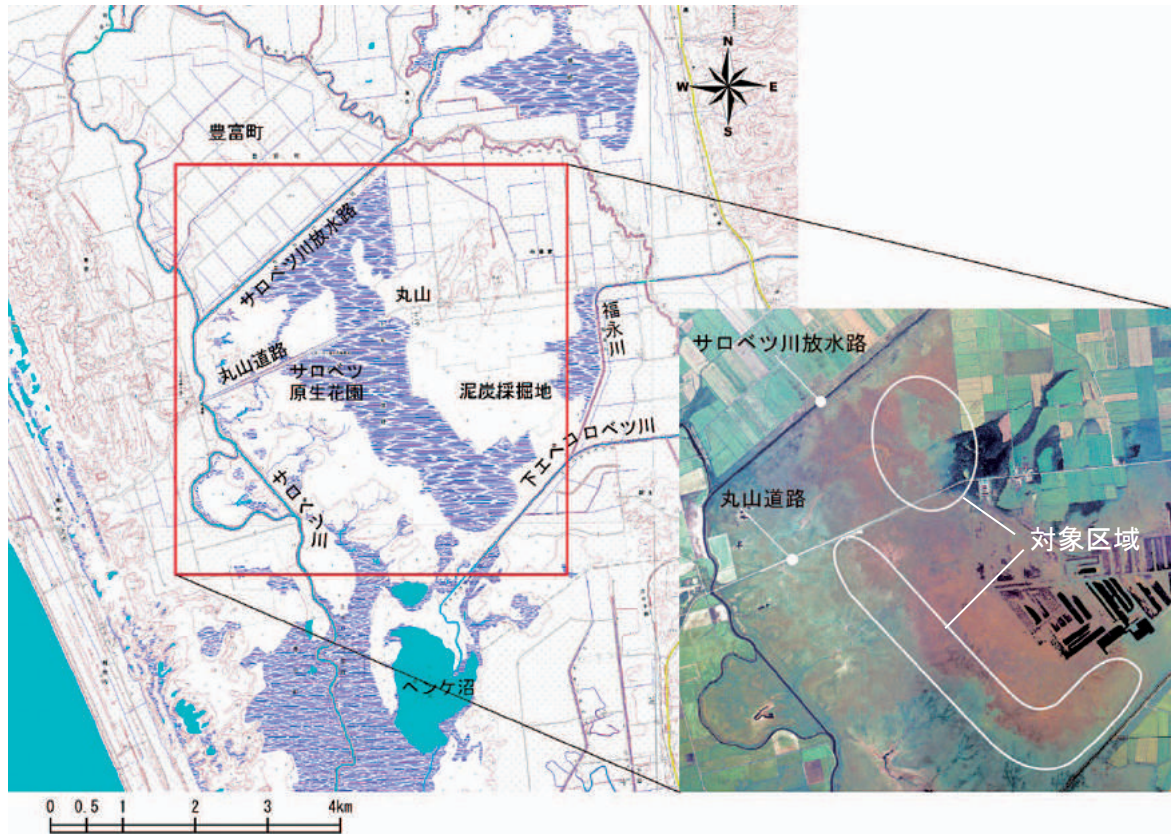 N
W
E
S
豊富町
サロベツ川放水路
丸山
福永川
丸山道路
サロベツ
原生花園
泥炭採掘地
下エベコロベツ川
サロベツ川
ペンケ沼
0 0.5 1 2 3 4km
サロベツ川放水路
丸山道路
対象区域